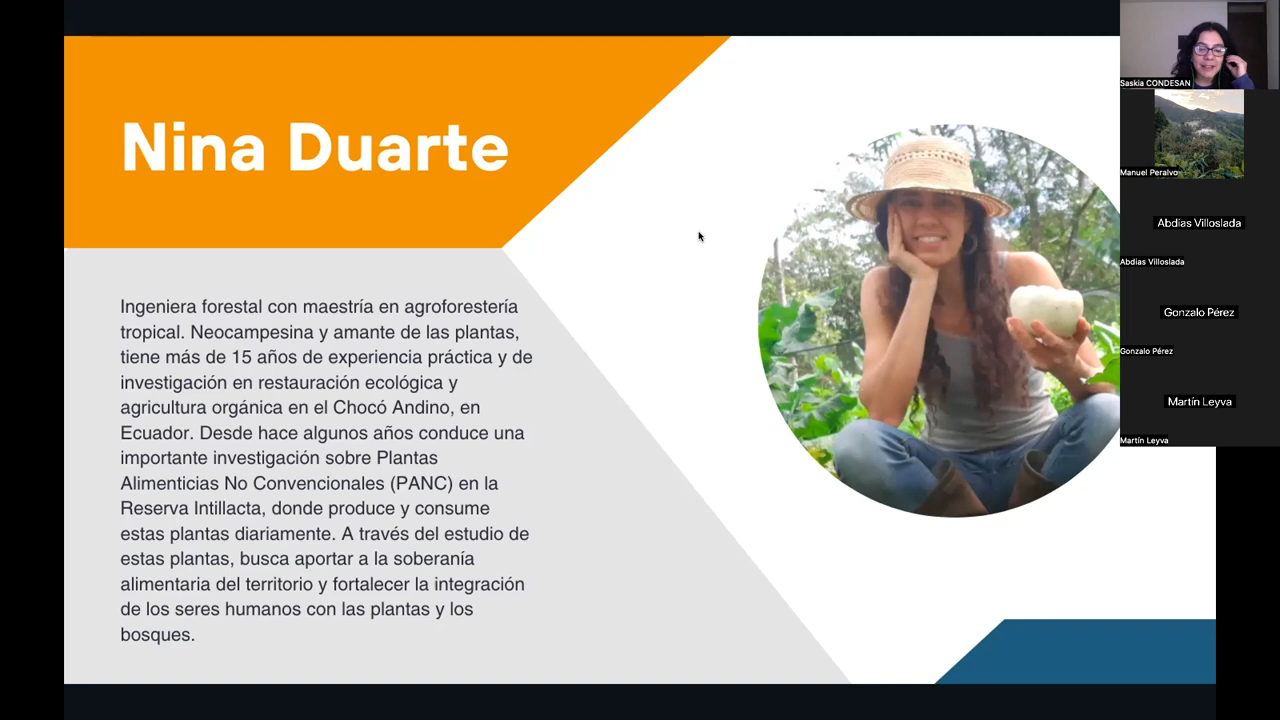 Nina Duarte
Ingeniera forestal con maestría en agroforestería
tropical. Neocampesina y amante de las plantas,
tiene más de 15 años de experiencia práctica y de
investigación en restauración ecológica y
agricultura orgánica en el Chocó Andino, en
Ecuador. Desde hace algunos años conduce una
importante investigación sobre Plantas
Alimenticias No Convencionales (PANC) en la
Reserva Intillacta, donde produce y consume
estas plantas diariamente. A través del estudio de
estas plantas, busca aportar a la soberanía
alimentaria del territorio y fortalecer la integración
de los seres humanos con las plantas y los
bosques.
Saskia CONDESAN
Manuel Peralvo
Abdias Villoslada
Abdias Villoslada
Gonzalo Pérez
Gonzalo Pérez
Martín Leyva
Martín Leyva